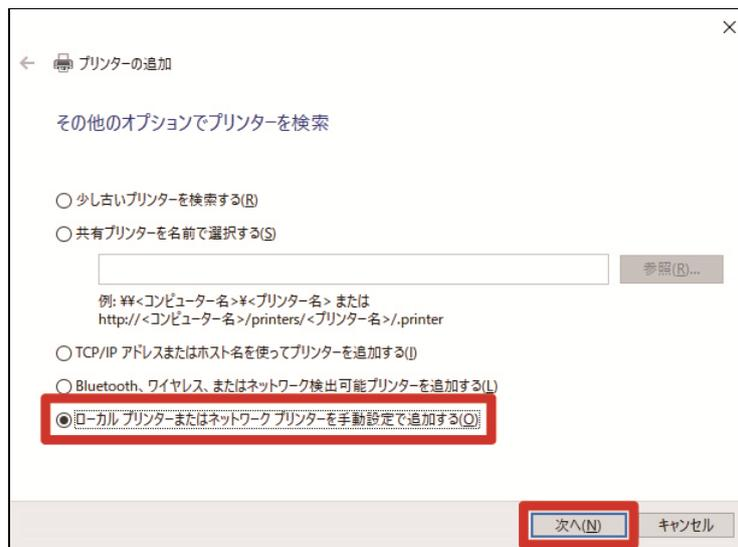 プリンターの追加
その他のオプションでプリンターを検索
少し古いプリンターを検索する(R)
共有プリンターを名前で選択する(S)
参照(R)...
例: ¥¥<コンピューター名>¥<プリンター名> または
http://<コンピューター名>/printers/<プリンター名>/.printer
TCP/IP アドレスまたはホスト名を使ってプリンターを追加する(I)
Bluetooth、ワイヤレス、またはネットワーク検出可能プリンターを追加する(L)
ローカル プリンターまたはネットワーク プリンターを手動設定で追加する(O)
次へ(N)
キャンセル